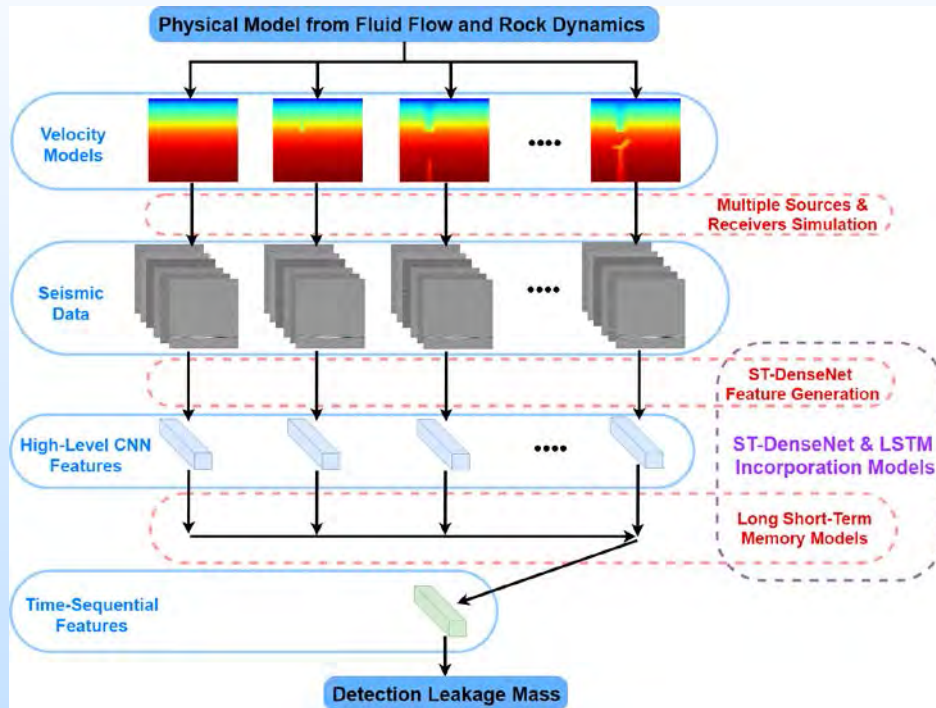 Physical Model from Fluid Flow and Rock Dynamics
Velocity
Models
Multiple Sources &
Receivers Simulation
Seismic
Data
ST-DenseNet
Feature Generation
High-Level CNN
Features
ST-DenseNet & LSTM
Incorporation Models
Long Short-Term
Memory Models
Time-Sequential
Features
Detection Leakage Mass